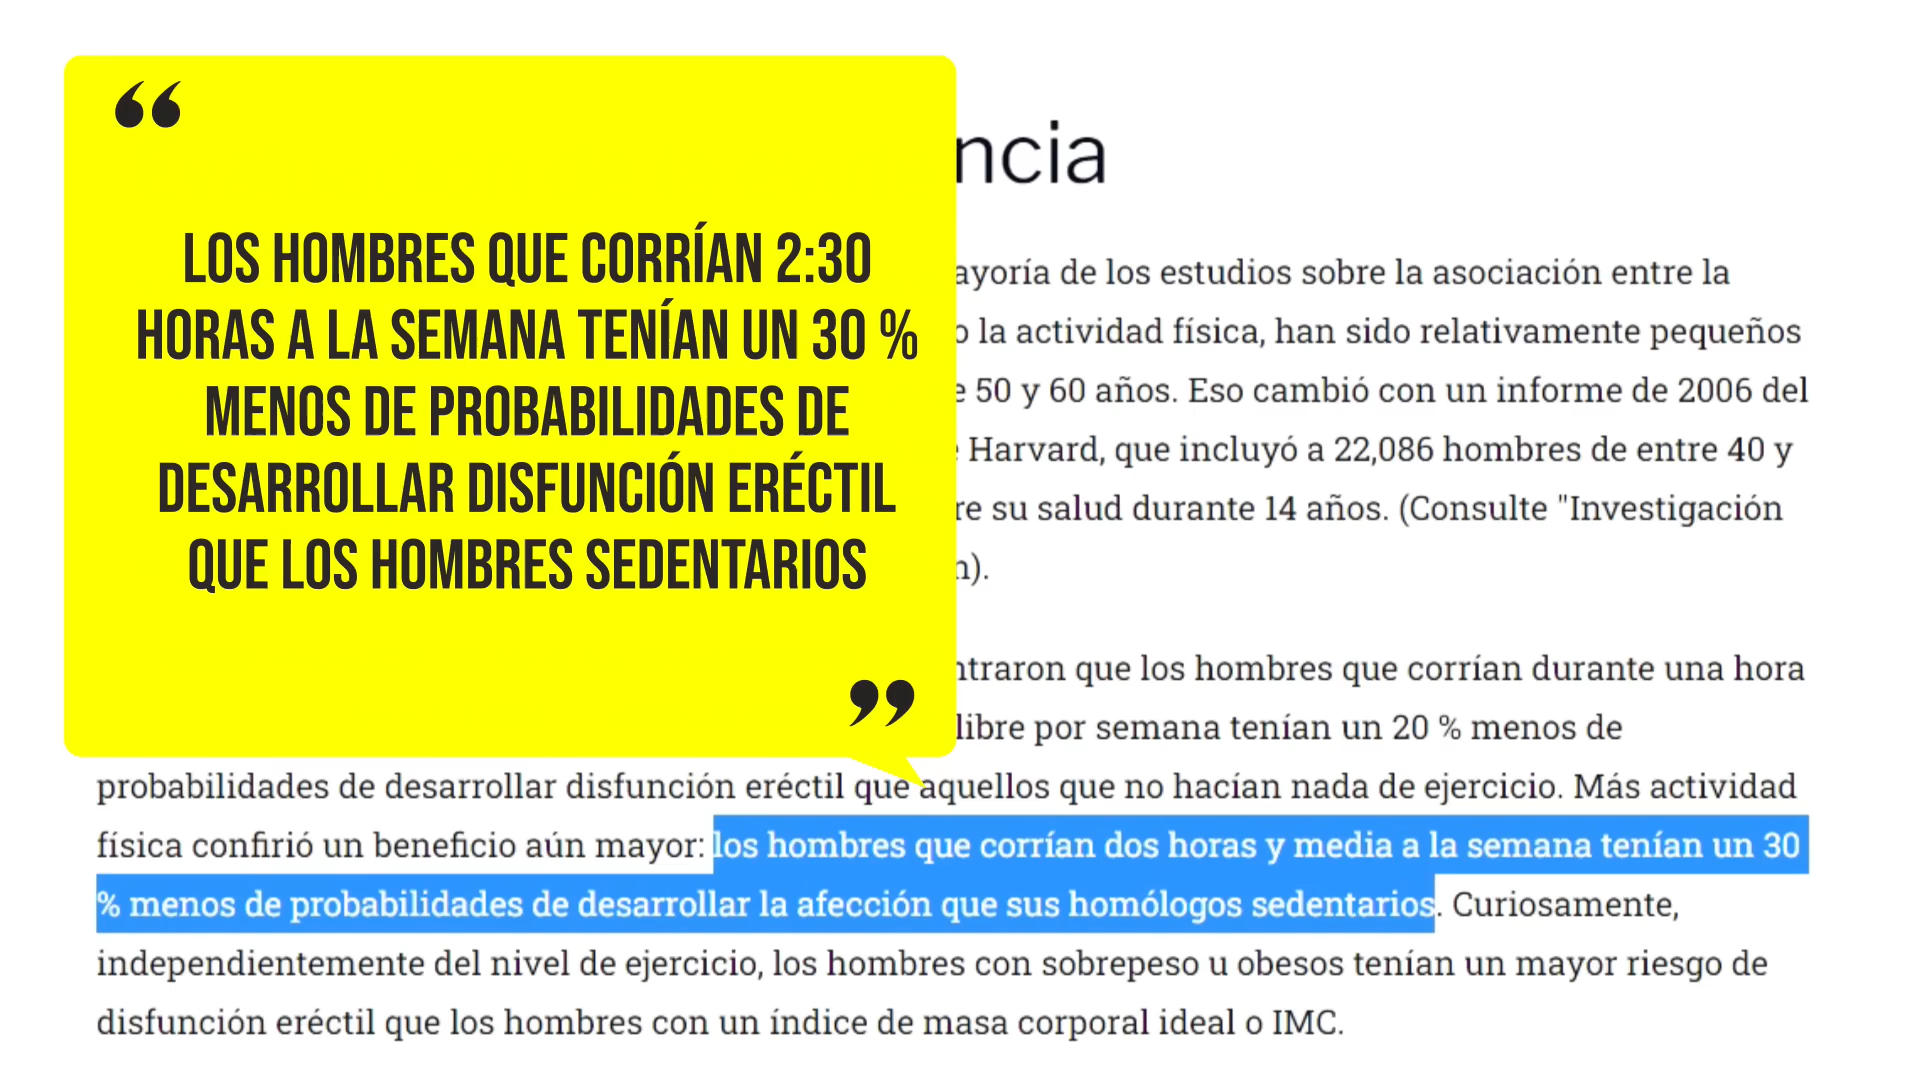 “
LOS HOMBRES QUE CORRÍAN 2:30
HORAS A LA SEMANA TENÍAN UN 30 %
MENOS DE PROBABILIDADES DE
DESARROLLAR DISFUNCIÓN ERÉCTIL
QUE LOS HOMBRES SEDENTARIOS
”
de los estudios sobre la asociación entre la
la actividad física, han sido relativamente pequeños
50 y 60 años. Eso cambió con un informe de 2006 del
Harvard, que incluyó a 22,086 hombres de entre 40 y
su salud durante 14 años. (Consulte "Investigación
que los hombres que corrían durante una hora
libre por semana tenían un 20 % menos de
probabilidades de desarrollar disfunción eréctil que aquellos que no hacían nada de ejercicio. Más actividad
física confirió un beneficio aún mayor: los hombres que corrían dos horas y media a la semana tenían un 30
% menos de probabilidades de desarrollar la afección que sus homólogos sedentarios. Curiosamente,
independientemente del nivel de ejercicio, los hombres con sobrepeso u obesos tenían un mayor riesgo de
disfunción eréctil que los hombres con un índice de masa corporal ideal o IMC.